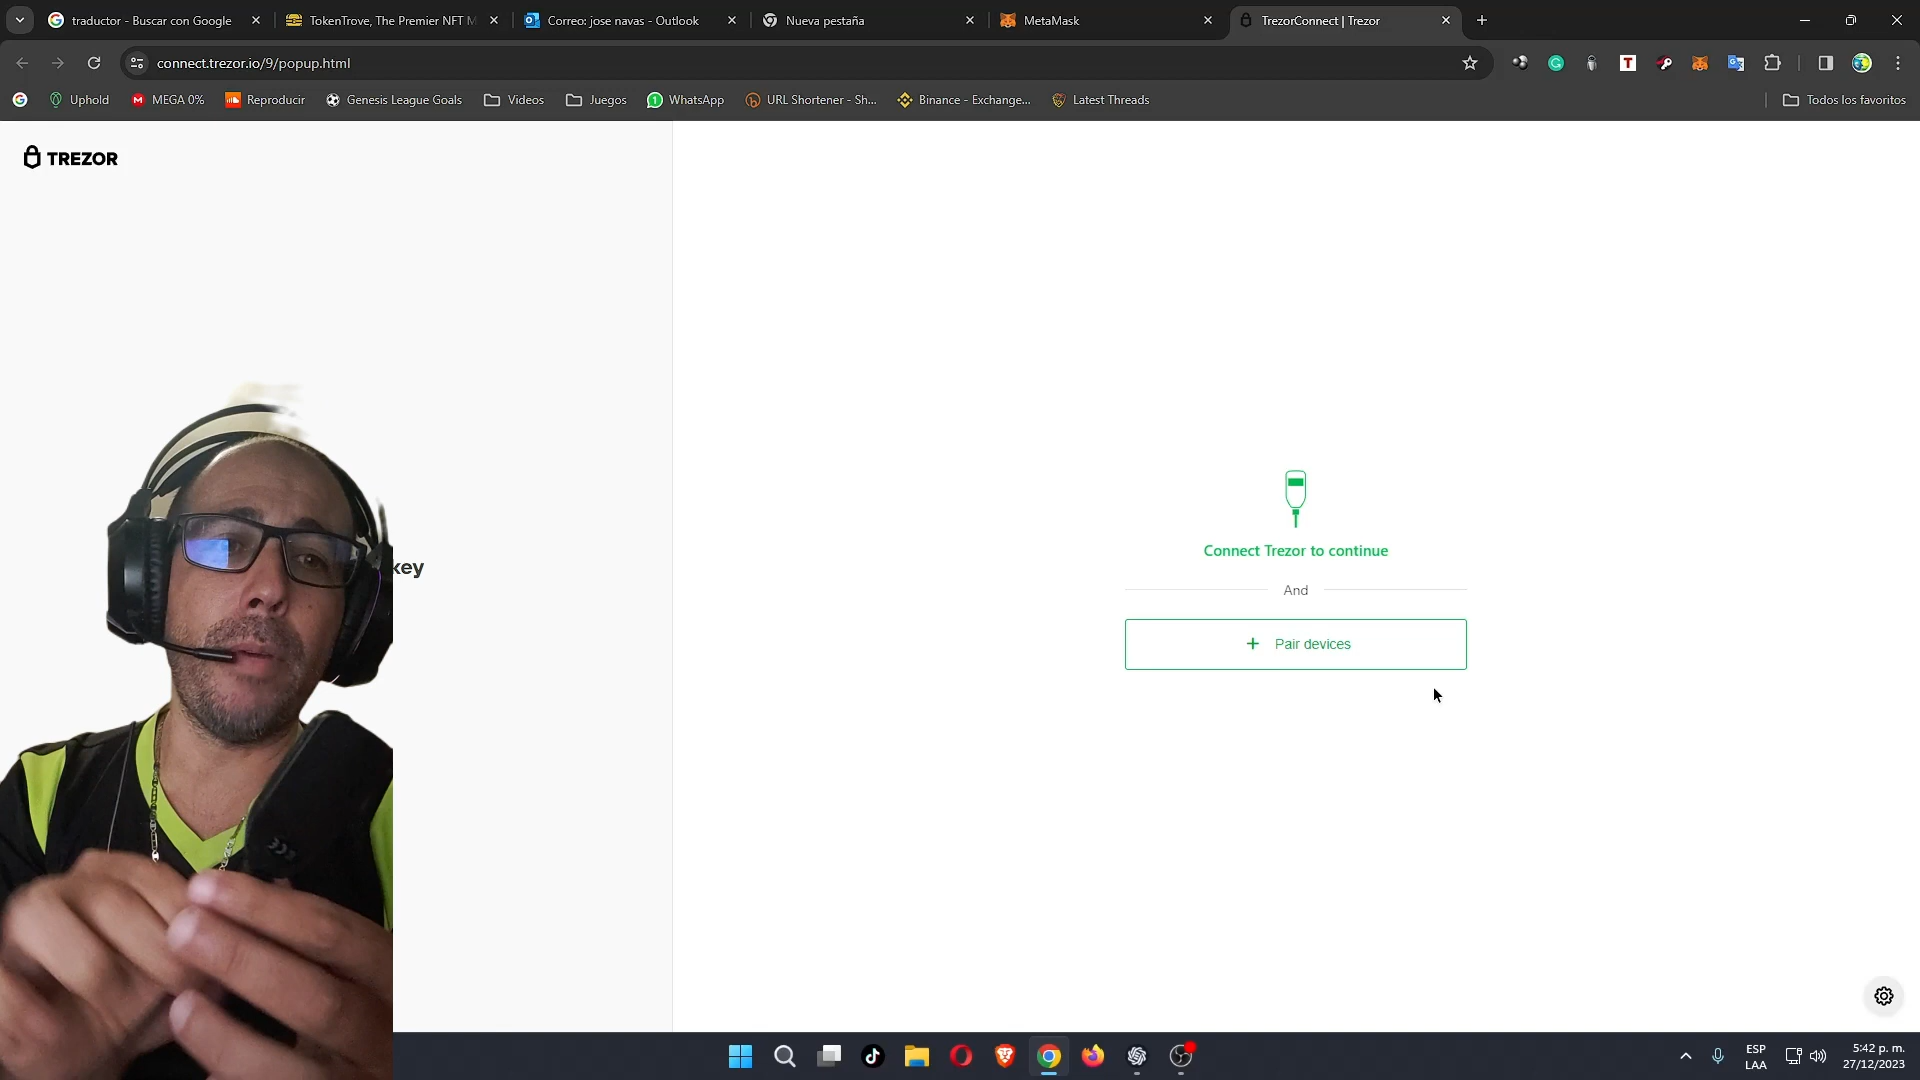 traductor - Buscar con Google
TokenTrove, The Premier NFT M
Correo: jose navas - Outlook
Nueva pestaña
MetaMask
TrezorConnect | Trezor
connect.trezor.io/9/popup.html
Uphold
MEGA 0%
Reproducir
Genesis League Goals
Videos
Juegos
WhatsApp
URL Shortener - Sh...
Binance - Exchange...
Latest Threads
Todos los favoritos
TREZOR
key
Connect Trezor to continue
And
+ Pair devices
ESP
LAA
5:42 p. m.
27/12/2023